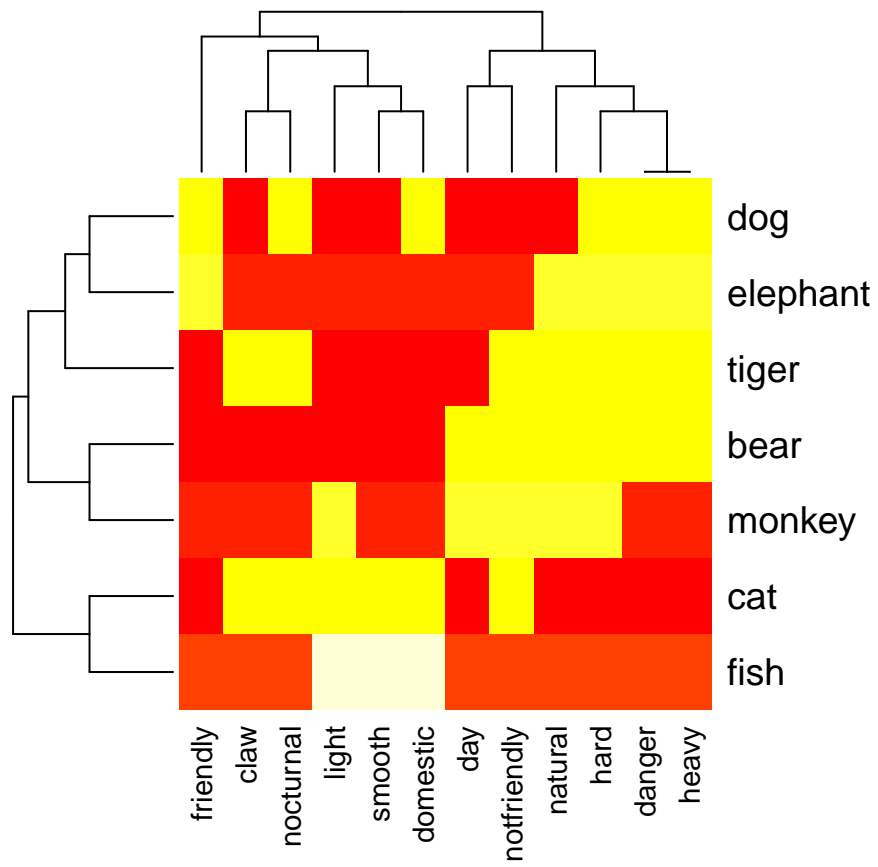 dog
elephant
tiger
bear
monkey
cat
fish
friendly
claw
nocturnal
light
smooth
domestic
day
notfriendly
natural
hard
danger
heavy